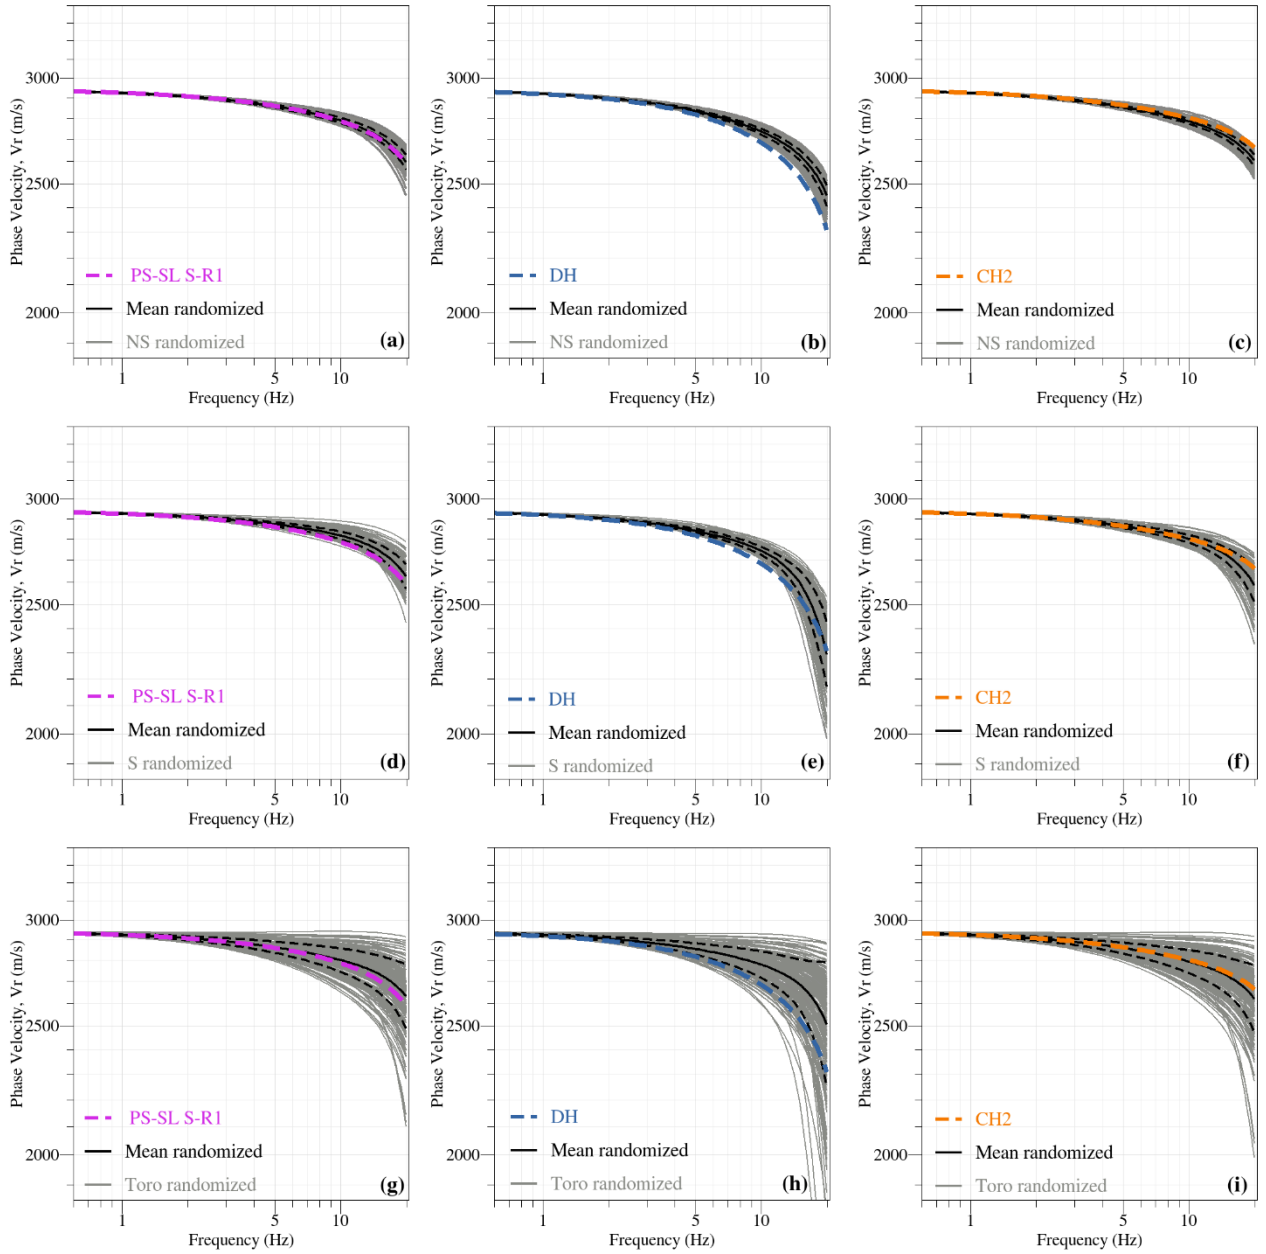 Phase Velocity, Vr (m/s)
3000
2500
2000
PS-SL S-R1
Mean randomized
NS randomized
(a)
1
5
10
Frequency (Hz)
Phase Velocity, Vr (m/s)
3000
2500
2000
DH
Mean randomized
NS randomized
(b)
1
5
10
Frequency (Hz)
Phase Velocity, Vr (m/s)
3000
2500
2000
CH2
Mean randomized
NS randomized
(c)
1
5
10
Frequency (Hz)
Phase Velocity, Vr (m/s)
3000
2500
2000
PS-SL S-R1
Mean randomized
S randomized
(d)
1
5
10
Frequency (Hz)
Phase Velocity, Vr (m/s)
3000
2500
2000
DH
Mean randomized
S randomized
(e)
1
5
10
Frequency (Hz)
Phase Velocity, Vr (m/s)
3000
2500
2000
CH2
Mean randomized
S randomized
(f)
1
5
10
Frequency (Hz)
Phase Velocity, Vr (m/s)
3000
2500
2000
PS-SL S-R1
Mean randomized
Toro randomized
(g)
1
5
10
Frequency (Hz)
Phase Velocity, Vr (m/s)
3000
2500
2000
DH
Mean randomized
Toro randomized
(h)
1
5
10
Frequency (Hz)
Phase Velocity, Vr (m/s)
3000
2500
2000
CH2
Mean randomized
Toro randomized
(i)
1
5
10
Frequency (Hz)